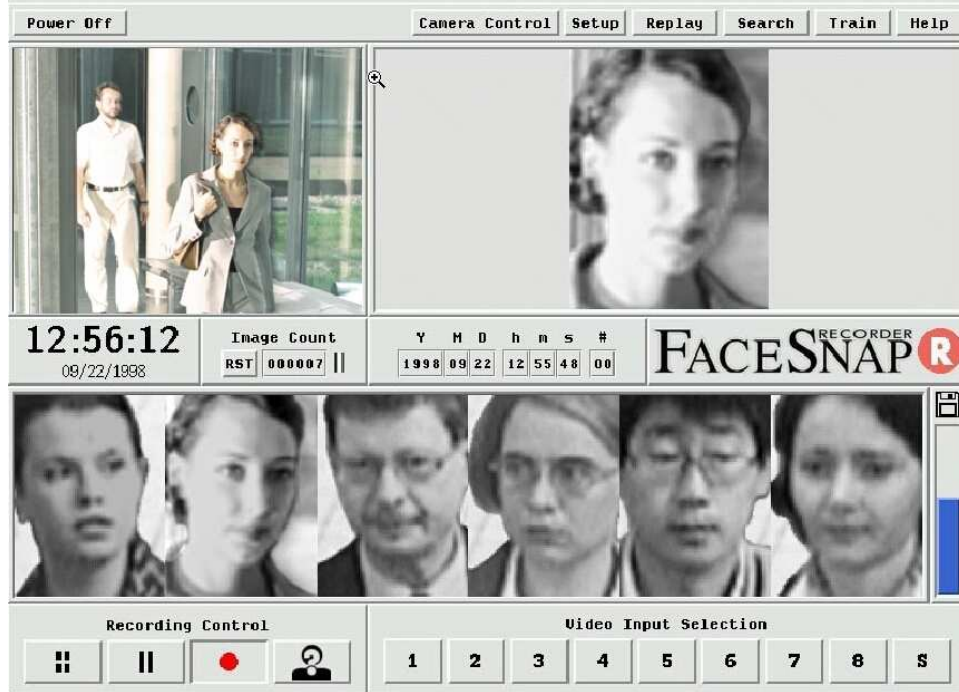 Power Off Camera Control Setup Replay Search Train Help
12:56:12
09/22/1998
Image Count
RST 000007
Y M D h m s #
1998 09 22 12 55 48 00
FACESNAP RECORDER R
Recording Control
Video Input Selection
1 2 3 4 5 6 7 8 S